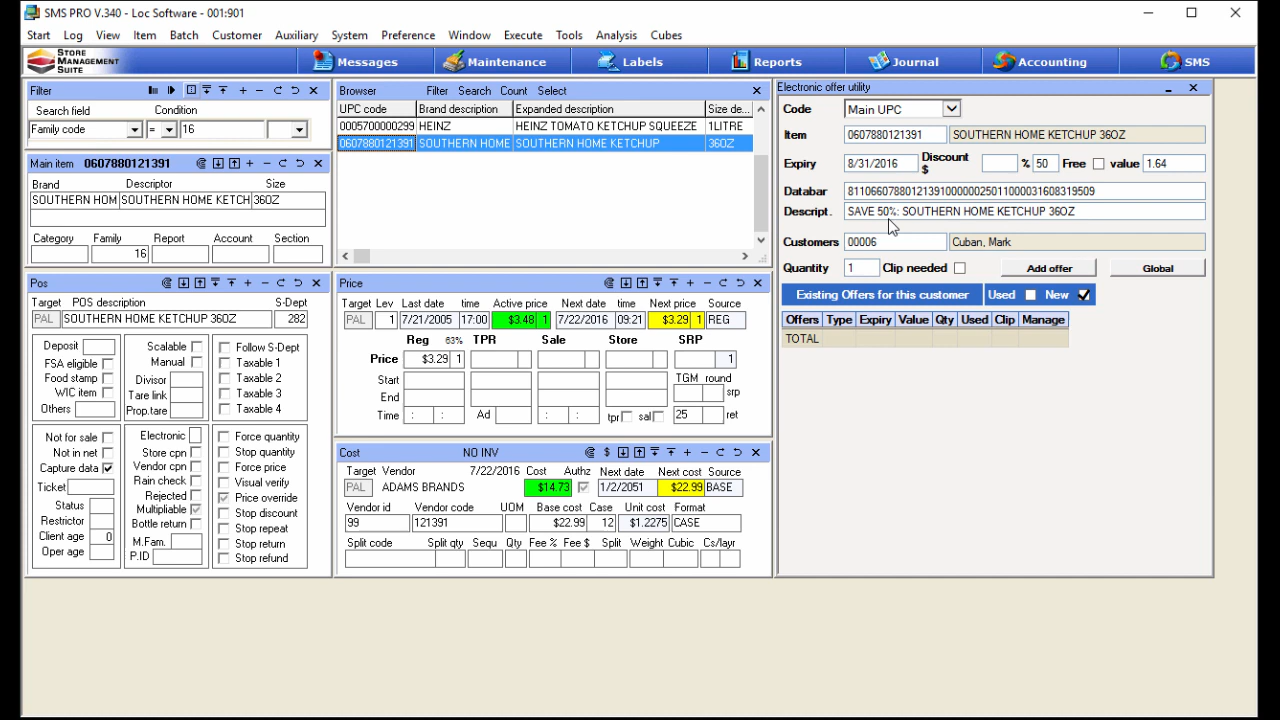 SMS PRO V.340 - Loc Software - 001:901
Start Log View Item Batch Customer Auxiliary System Preference Window Execute Tools Analysis Cubes
STORE MANAGEMENT SUITE Messages Maintenance Labels Reports Journal Accounting SMS
Filter
Search field Condition
Family code = 16
Main item 0607880121391
Brand Descriptor Size
SOUTHERN HOM SOUTHERN HOME KETCH 36OZ
Category Family Report Account Section
16
Browser Filter Search Count Select
UPC code Brand description Expanded description Size de...
0005700000299 HEINZ HEINZ TOMATO KETCHUP SQUEEZE 1LITRE
0607880121391 SOUTHERN HOME SOUTHERN HOME KETCHUP 36OZ
Electronic offer utility
Code Main UPC
Item 0607880121391 SOUTHERN HOME KETCHUP 36OZ
Expiry 8/31/2016 Discount $ % 50 Free value 1.64
Databar 8110660788012139100000025011000031608319509
Descript. SAVE 50%: SOUTHERN HOME KETCHUP 36OZ
Customers 00006 Cuban, Mark
Quantity 1 Clip needed Add offer Global
Existing Offers for this customer Used New
Offers Type Expiry Value Qty Used Clip Manage
TOTAL
Pos
Target POS description S-Dept
PAL SOUTHERN HOME KETCHUP 36OZ 282
Deposit Scalable Follow S-Dept
FSA eligible Manual Taxable 1
Food stamp Divisor Taxable 2
WIC item Tare link Taxable 3
Others Prop.tare Taxable 4
Not for sale Electronic Force quantity
Not in net Store cpn Stop quantity
Capture data Vendor cpn Force price
Ticket Rain check Visual verify
Status Rejected Price override
Restrictor Multipliable Stop discount
Client age 0 Bottle return Stop repeat
Oper age M.Fam. Stop return
P.ID Stop refund
Price
Target Lev Last date time Active price Next date time Next price Source
PAL 1 7/21/2005 17:00 $3.48 1 7/22/2016 09:21 $3.29 1 REG
Reg 63% TPR Sale Store SRP
Price $3.29 1 1
Start TGM round
End srp
Time : : Ad : : tpr sal 25 ret
Cost NO INV
Target Vendor 7/22/2016 Cost Authz Next date Next cost Source
PAL ADAMS BRANDS $14.73 1/2/2051 $22.99 BASE
Vendor id Vendor code UOM Base cost Case Unit cost Format
99 121391 $22.99 12 $1.2275 CASE
Split code Split qty Sequ Qty Fee % Fee $ Split Weight Cubic Cs/layr